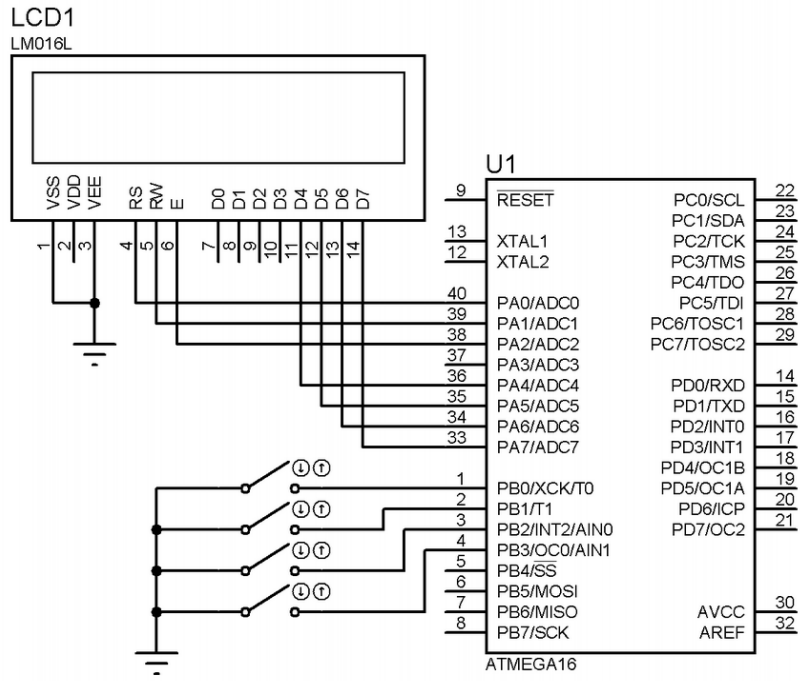 LCD1
LM016L
VSS VDD VEE RS RW E D0 D1 D2 D3 D4 D5 D6 D7
1 2 3 4 5 6 7 8 9 10 11 12 13 14
U1
9 RESET PC0/SCL 22
PC1/SDA 23
13 XTAL1 PC2/TCK 24
12 XTAL2 PC3/TMS 25
PC4/TDO 26
40 PA0/ADC0 PC5/TDI 27
39 PA1/ADC1 PC6/TOSC1 28
38 PA2/ADC2 PC7/TOSC2 29
37 PA3/ADC3
36 PA4/ADC4 PD0/RXD 14
35 PA5/ADC5 PD1/TXD 15
34 PA6/ADC6 PD2/INT0 16
33 PA7/ADC7 PD3/INT1 17
PD4/OC1B 18
1 PB0/XCK/T0 PD5/OC1A 19
2 PB1/T1 PD6/ICP 20
3 PB2/INT2/AIN0 PD7/OC2 21
4 PB3/OC0/AIN1
5 PB4/SS
6 PB5/MOSI
7 PB6/MISO AVCC 30
8 PB7/SCK AREF 32
ATMEGA16